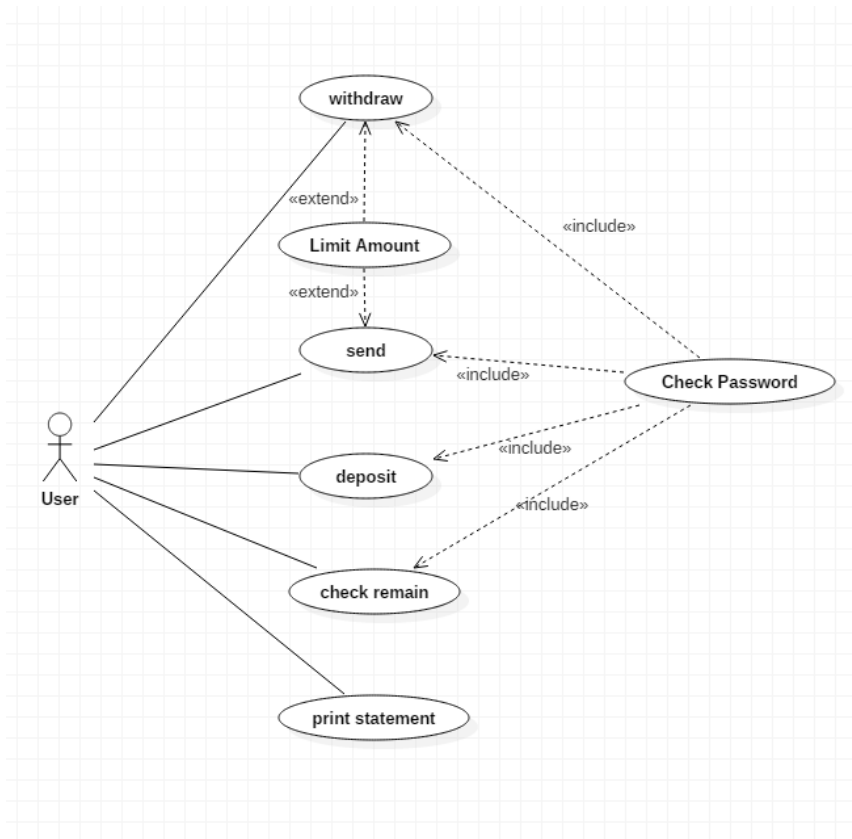 withdraw
«extend»
«include»
Limit Amount
«extend»
send
«include»
Check Password
deposit
«include»
User
«include»
check remain
print statement